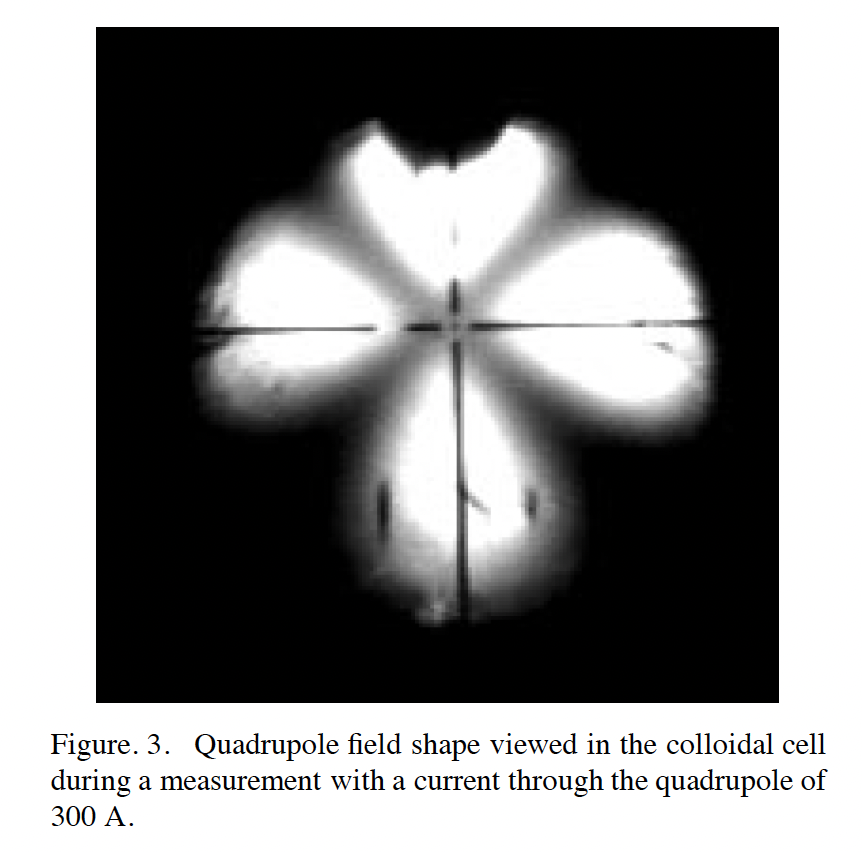 Figure. 3. Quadrupole field shape viewed in the colloidal cell
during a measurement with a current through the quadrupole of
300 A.